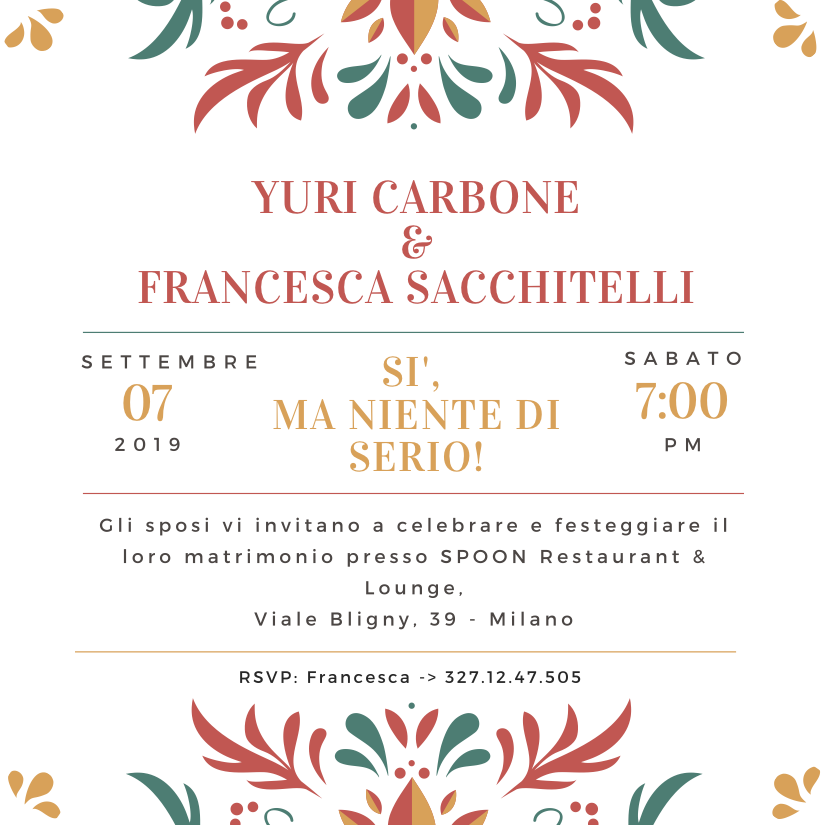 YURI CARBONE
&
FRANCESCA SACCHITELLI
SETTEMBRE
07
2019
SI',
MA NIENTE DI
SERIO!
SABATO
7:00
PM
Gli sposi vi invitano a celebrare e festeggiare il
loro matrimonio presso SPOON Restaurant &
Lounge,
Viale Bligny, 39 - Milano
RSVP: Francesca -> 327.12.47.505